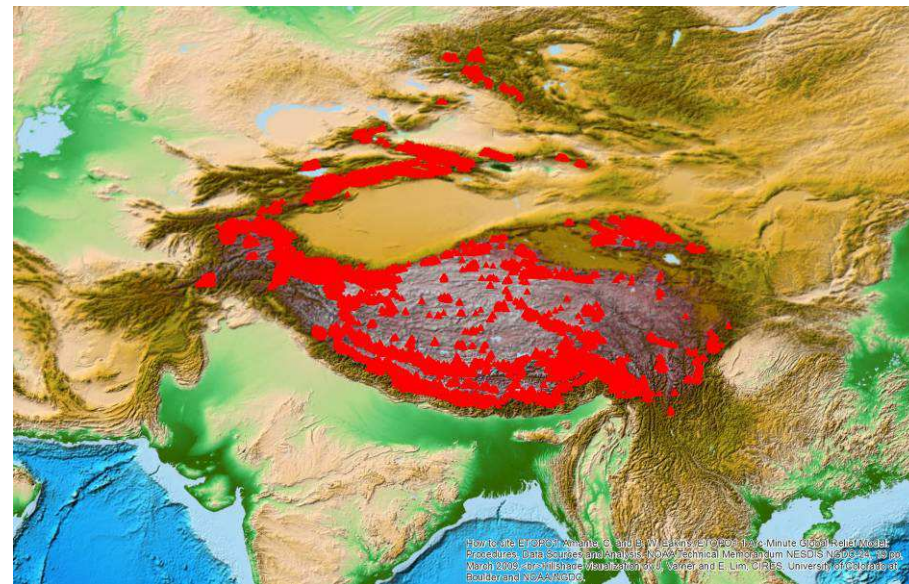 How to cite ETOPO1: Amante, C. and B. W. Eakins, ETOPO1 1 Arc-Minute Global Relief Model:
Procedures, Data Sources and Analysis. NOAA Technical Memorandum NESDIS NGDC-24, 19 pp,
March 2009.<br>Hillshade Visualization by J. Varner and E. Lim, CIRES, University of Colorado at
Boulder and NOAA/NGDC.